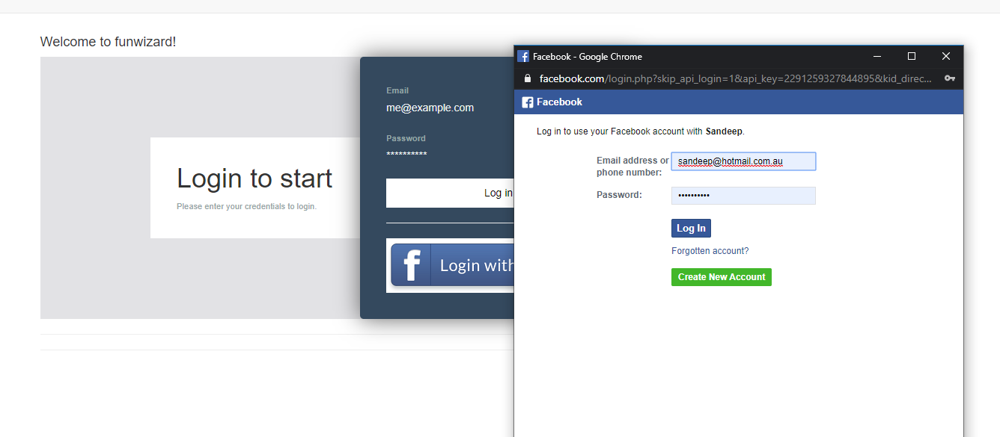 Welcome to funwizard!
Login to start
Please enter your credentials to login.
Email
me@example.com
Password
**********
Log in
f Login with
Facebook - Google Chrome
facebook.com/login.php?skip_api_login=1&api_key=2291259327844895&kid_direc...
Facebook
Log in to use your Facebook account with Sandeep.
Email address or
phone number:
sandeep@hotmail.com.au
Password:
••••••••••
Log In
Forgotten account?
Create New Account